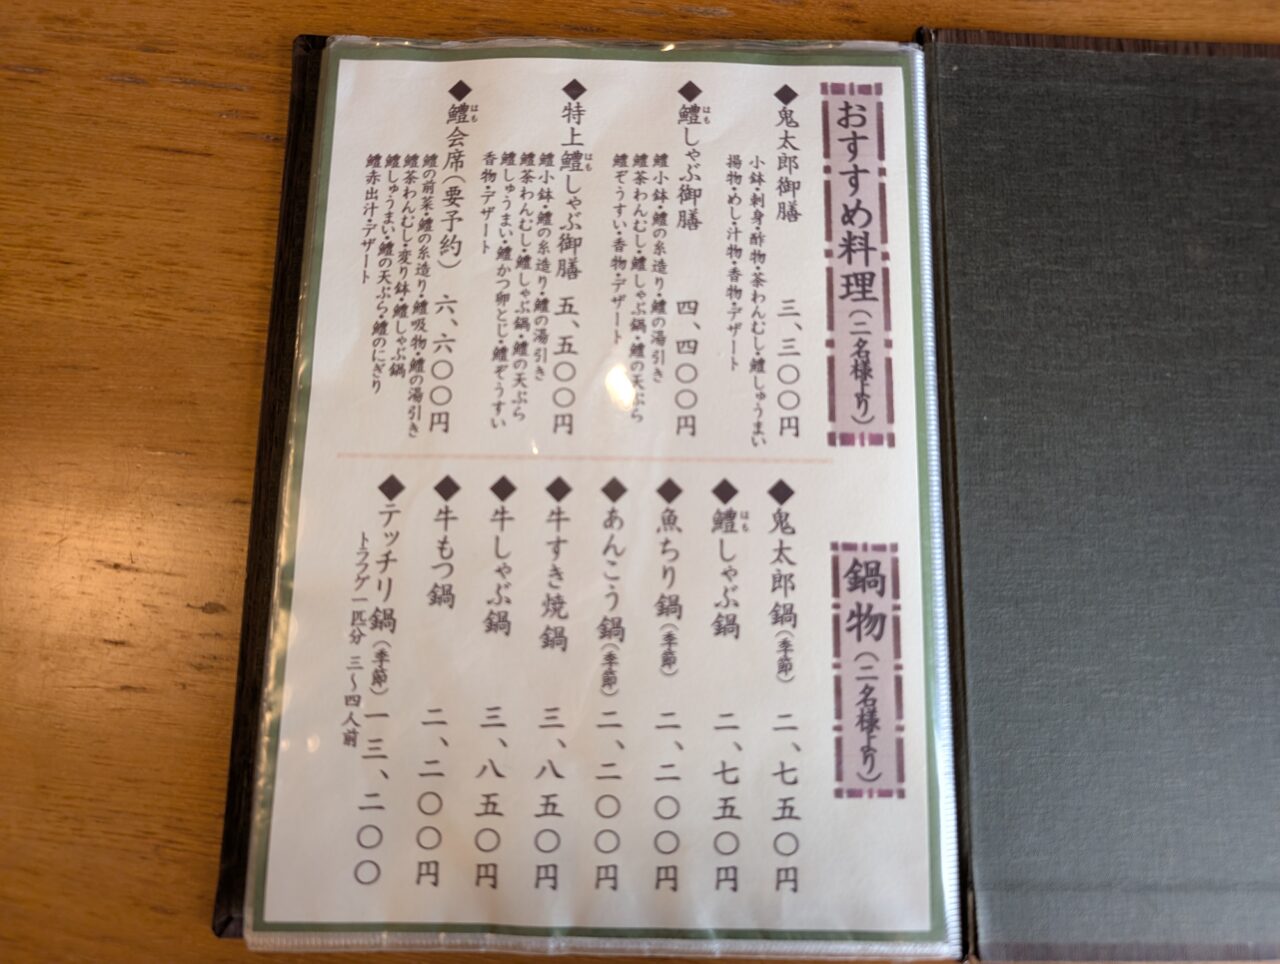 おすすめ料理(二名様より)
◆鬼太郎御膳 三、三〇〇円
小鉢・刺身・酢物・茶わんむし・鱧しゅうまい
揚物・めし・汁物・香物・デザート
◆鱧しゃぶ御膳 四、四〇〇円
はも
鱧小鉢・鱧の糸造り・鱧の湯引き
鱧茶わんむし・鱧しゃぶ鍋・鱧の天ぷら
鱧ぞうすい・香物・デザート
◆特上鱧しゃぶ御膳 五、五〇〇円
はも
鱧小鉢・鱧の糸造り・鱧の湯引き
鱧茶わんむし・鱧しゃぶ鍋・鱧の天ぷら
鱧しゅうまい・鱧かつ卵とじ・鱧ぞうすい
香物・デザート
◆鱧会席(要予約) 六、六〇〇円
はも
鱧の前菜・鱧の糸造り・鱧吸物・鱧の湯引き
鱧茶わんむし・変り鉢・鱧しゃぶ鍋
鱧しゅうまい・鱧の天ぷら・鱧のにぎり
鱧赤出汁・デザート
鍋物(二名様より)
◆鬼太郎鍋(季節) 二、七五〇円
◆鱧しゃぶ鍋 二、七五〇円
はも
◆魚ちり鍋(季節) 二、二〇〇円
◆あんこう鍋(季節) 二、二〇〇円
◆牛すき焼鍋 三、八五〇円
◆牛しゃぶ鍋 三、八五〇円
◆牛もつ鍋 二、二〇〇円
◆テッチリ鍋(季節) 一三、二〇〇
トラフグ一匹分 三〜四人前